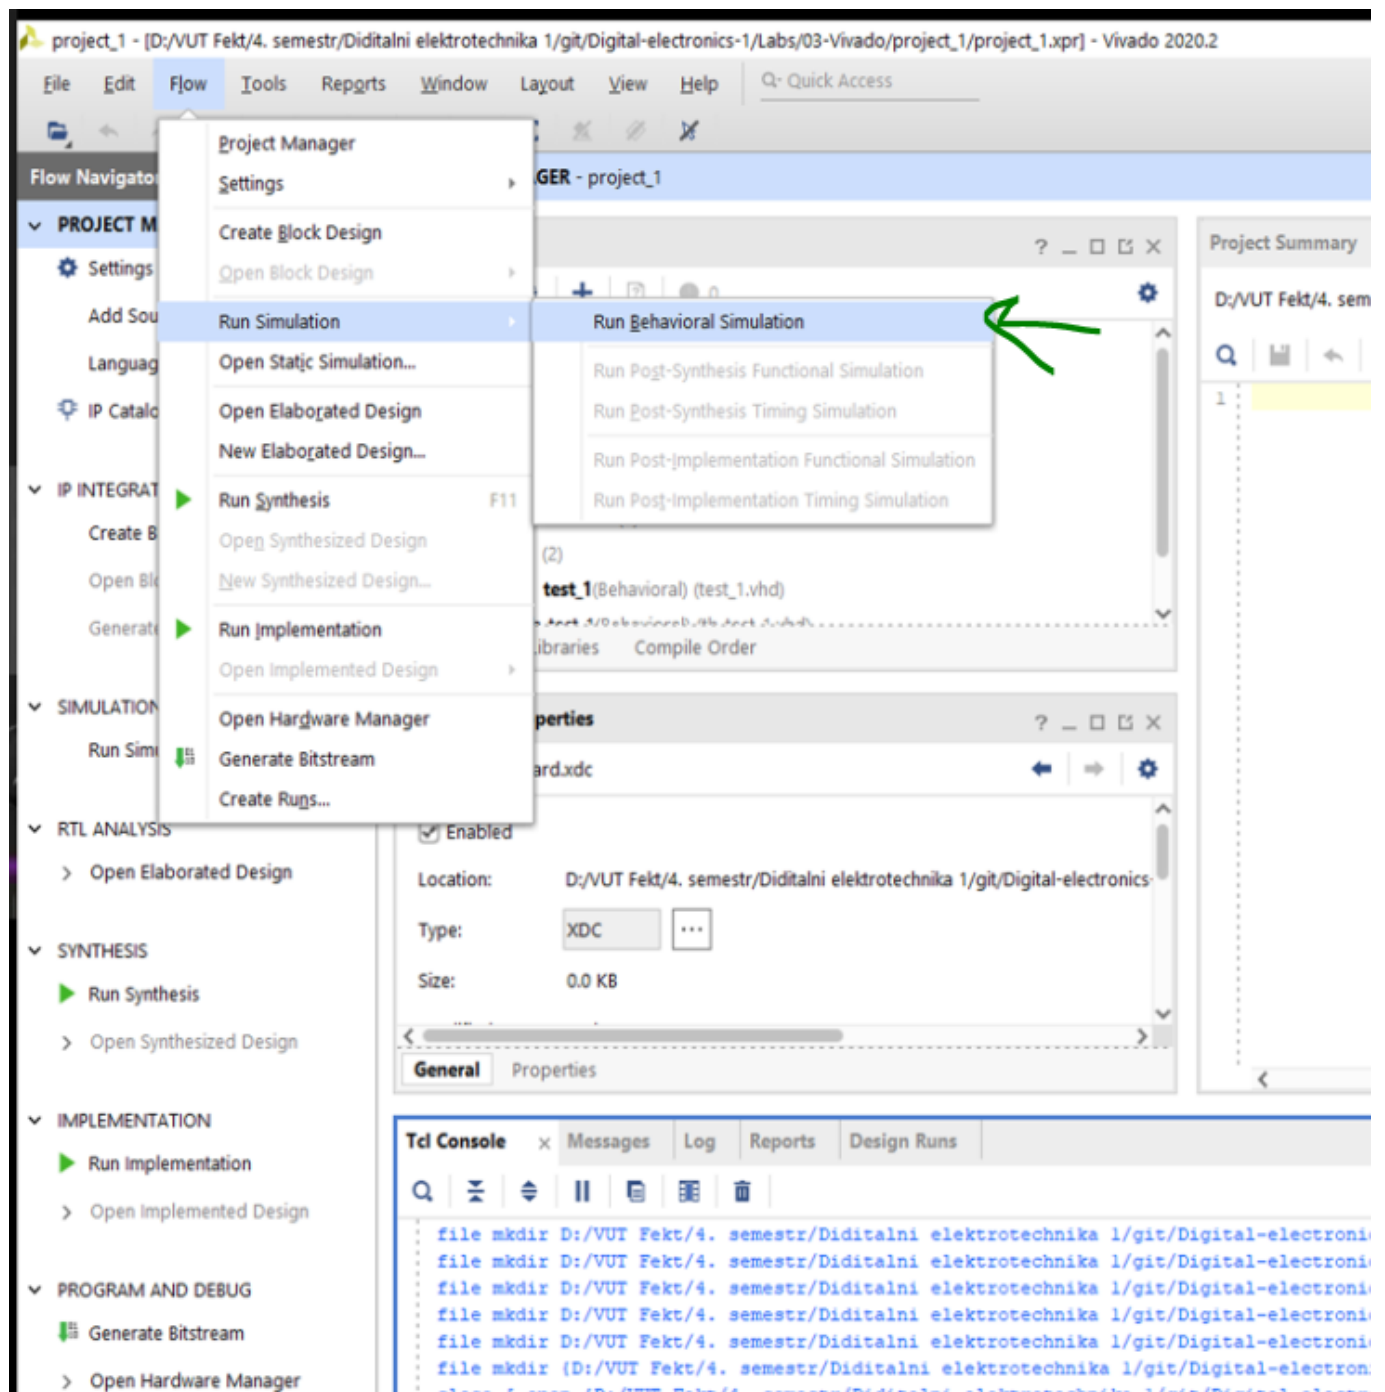 project_1 - [D:/VUT Fekt/4. semestr/Diditalni elektrotechnika 1/git/Digital-electronics-1/Labs/03-Vivado/project_1/project_1.xpr] - Vivado 2020.2
File Edit Flow Tools Reports Window Layout View Help Quick Access
Flow Navigato
GER - project_1
PROJECT M
Settings
Add Sou
Languag
IP Catalo
IP INTEGRAT
Create B
Open Blo
Generate
SIMULATION
Run Simu
RTL ANALYSIS
Open Elaborated Design
SYNTHESIS
Run Synthesis
Open Synthesized Design
IMPLEMENTATION
Run Implementation
Open Implemented Design
PROGRAM AND DEBUG
Generate Bitstream
Open Hardware Manager
Project Manager
Settings
Create Block Design
Open Block Design
Run Simulation
Open Static Simulation...
Open Elaborated Design
New Elaborated Design...
Run Synthesis F11
Open Synthesized Design
New Synthesized Design...
Run Implementation
Open Implemented Design
Open Hardware Manager
Generate Bitstream
Create Runs...
Run Behavioral Simulation
Run Post-Synthesis Functional Simulation
Run Post-Synthesis Timing Simulation
Run Post-Implementation Functional Simulation
Run Post-Implementation Timing Simulation
? 0
(2)
test_1(Behavioral) (test_1.vhd)
ibraries Compile Order
perties ?
ard.xdc
Enabled
Location: D:/VUT Fekt/4. semestr/Diditalni elektrotechnika 1/git/Digital-electronics-
Type: XDC ...
Size: 0.0 KB
General Properties
Project Summary
D:/VUT Fekt/4. sem
1
Tcl Console × Messages Log Reports Design Runs
file mkdir D:/VUT Fekt/4. semestr/Diditalni elektrotechnika 1/git/Digital-electroni
file mkdir D:/VUT Fekt/4. semestr/Diditalni elektrotechnika 1/git/Digital-electroni
file mkdir D:/VUT Fekt/4. semestr/Diditalni elektrotechnika 1/git/Digital-electroni
file mkdir D:/VUT Fekt/4. semestr/Diditalni elektrotechnika 1/git/Digital-electroni
file mkdir D:/VUT Fekt/4. semestr/Diditalni elektrotechnika 1/git/Digital-electroni
file mkdir {D:/VUT Fekt/4. semestr/Diditalni elektrotechnika 1/git/Digital-electron